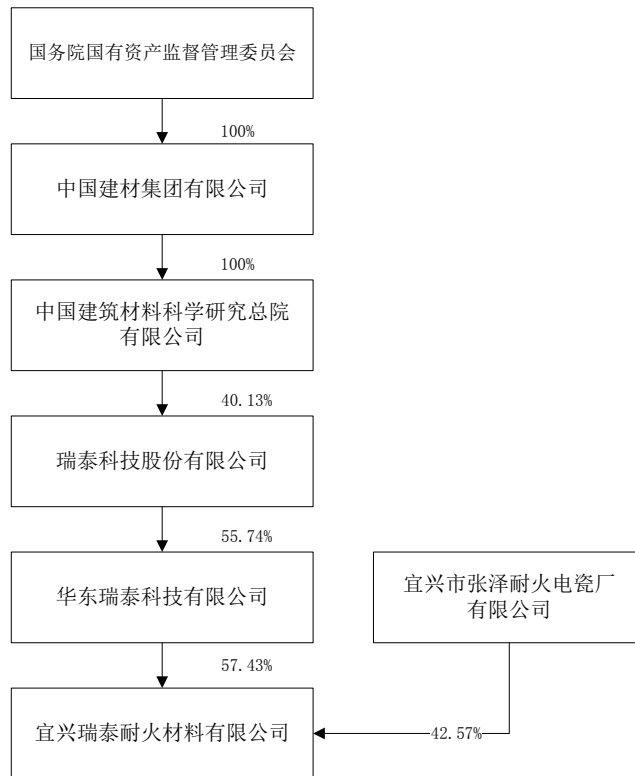 国务院国有资产监督管理委员会
100%
中国建材集团有限公司
100%
中国建筑材料科学研究总院
有限公司
40.13%
瑞泰科技股份有限公司
55.74%
华东瑞泰科技有限公司
宜兴市张泽耐火电瓷厂
有限公司
57.43%
宜兴瑞泰耐火材料有限公司
42.57%